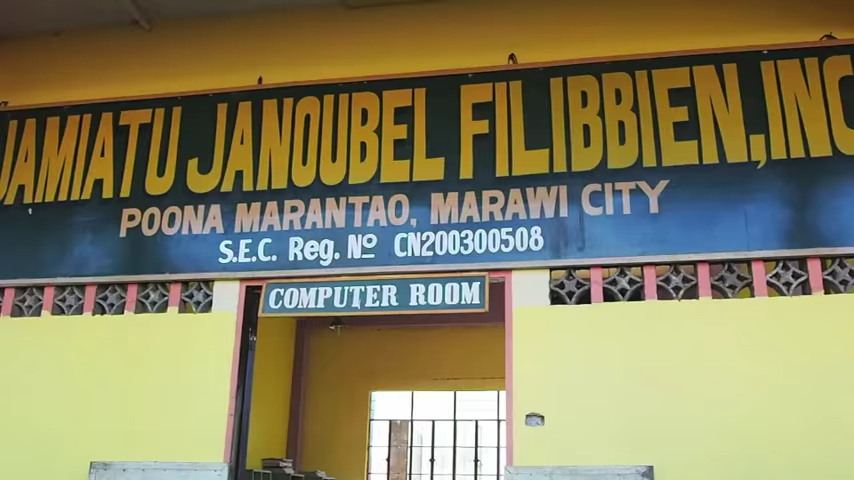 JAMIATU JANOUBEL FILIBBIEN, INC
POONA MARANTAO, MARAWI CITY
S.E.C. Reg. Nº CN200300508
COMPUTER ROOM